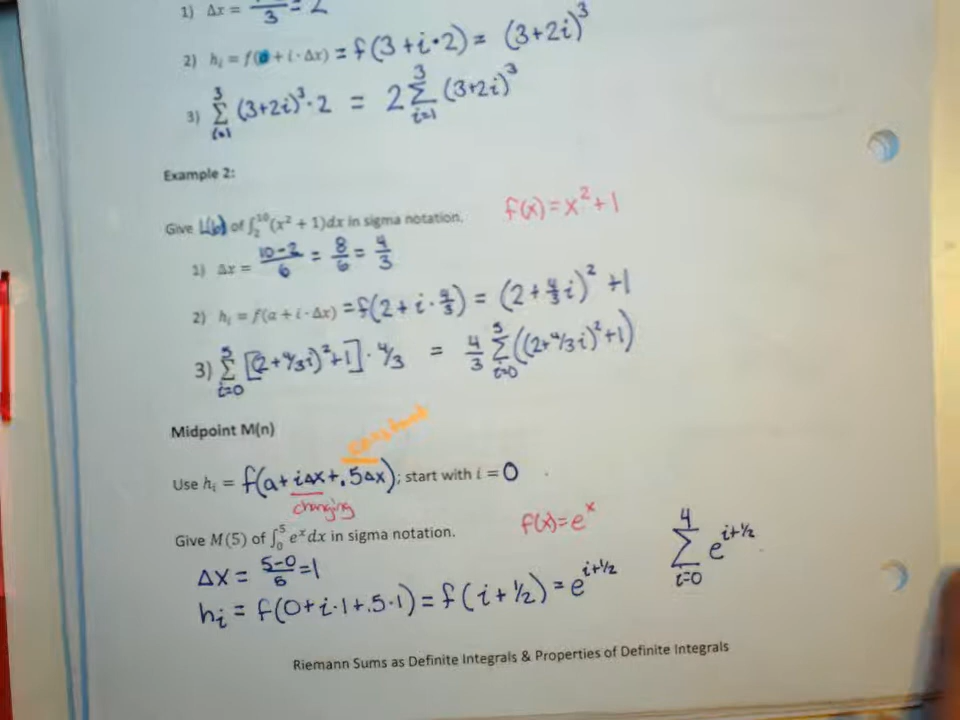 1) Δx = /3 = 2
2) hᵢ = f(a + i · Δx) = f(3 + i•2) = (3+2i)³
3) Σ_{i=1}^{3} (3+2i)³ · 2 = 2 Σ_{i=1}^{3} (3+2i)³
Example 2:
f(x) = x² + 1
Give L(6) of ∫₂¹⁰(x² + 1)dx in sigma notation.
1) Δx = (10-2)/6 = 8/6 = 4/3
2) hᵢ = f(a + i · Δx) = f(2 + i · 4/3) = (2 + 4/3 i)² + 1
3) Σ_{i=0}^{5} [(2 + 4/3i)² + 1] · 4/3 = 4/3 Σ_{i=0}^{5} ((2+4/3i)² + 1)
Midpoint M(n)
constant
Use hᵢ = f(a + iΔx + .5Δx); start with i = 0
changing
Give M(5) of ∫₀⁵ eˣdx in sigma notation.
f(x) = eˣ
Σ_{i=0}^{4} e^{i+1/2}
Δx = (5-0)/5 = 1
hᵢ = f(0 + i·1 + .5·1) = f(i + 1/2) = e^{i+1/2}
Riemann Sums as Definite Integrals & Properties of Definite Integrals